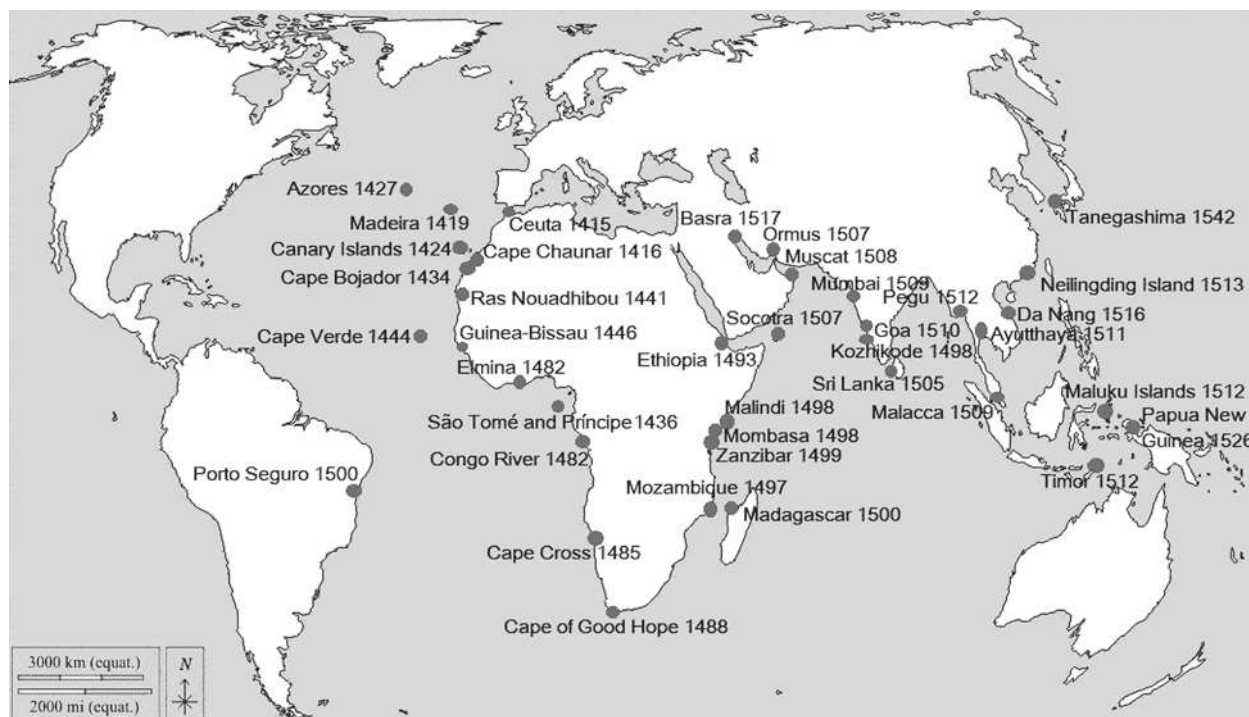 Azores 1427
Madeira 1419
Ceuta 1415
Basra 1517
Tanegashima 1542
Ormus 1507
Canary Islands 1424
Cape Chaunar 1416
Muscat 1508
Cape Bojador 1434
Mumbai 1509
Neilingding Island 1513
Ras Nouadhibou 1441
Pegu 1512
Da Nang 1516
Socotra 1507
Cape Verde 1444
Guinea-Bissau 1446
Goa 1510
Ayutthaya 1511
Kozhikode 1498
Ethiopia 1493
Elmina 1482
Sri Lanka 1505
Maluku Islands 1512
Malacca 1509
Malindi 1498
Papua New
Guinea 1526
São Tomé and Príncipe 1436
Mombasa 1498
Congo River 1482
Zanzibar 1499
Porto Seguro 1500
Timor 1512
Mozambique 1497
Madagascar 1500
Cape Cross 1485
Cape of Good Hope 1488
3000 km (equat.)
2000 mi (equat.)
N